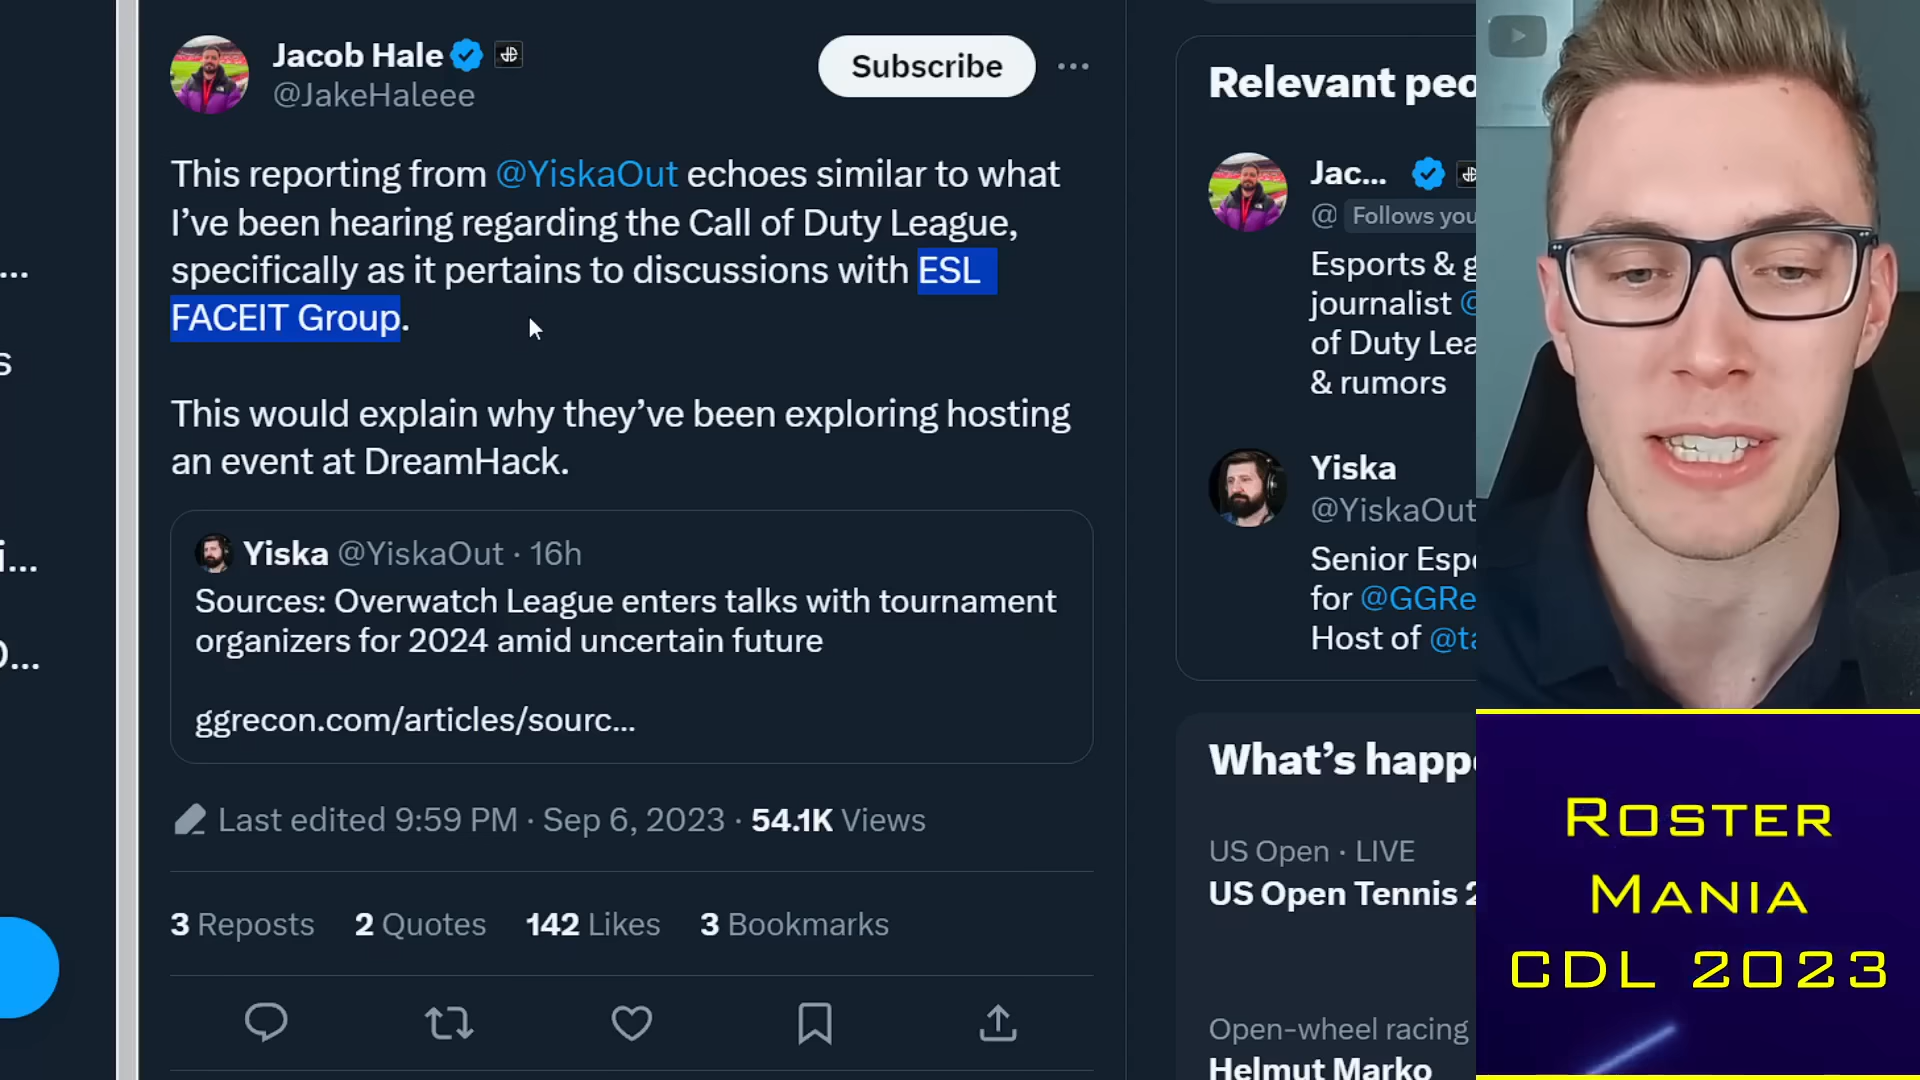 Jacob Hale
@JakeHaleee
Subscribe
This reporting from @YiskaOut echoes similar to what
I've been hearing regarding the Call of Duty League,
specifically as it pertains to discussions with ESL
FACEIT Group.
This would explain why they've been exploring hosting
an event at DreamHack.
Yiska @YiskaOut · 16h
Sources: Overwatch League enters talks with tournament
organizers for 2024 amid uncertain future
ggrecon.com/articles/sourc...
Last edited 9:59 PM · Sep 6, 2023 · 54.1K Views
3 Reposts 2 Quotes 142 Likes 3 Bookmarks
Relevant peo
Jac...
@ Follows you
Esports & g
journalist @
of Duty Lea
& rumors
Yiska
@YiskaOut
Senior Espo
for @GGRe
Host of @ta
What's happe
US Open · LIVE
US Open Tennis 2
Open-wheel racing
Helmut Marko
ROSTER
MANIA
CDL 2023